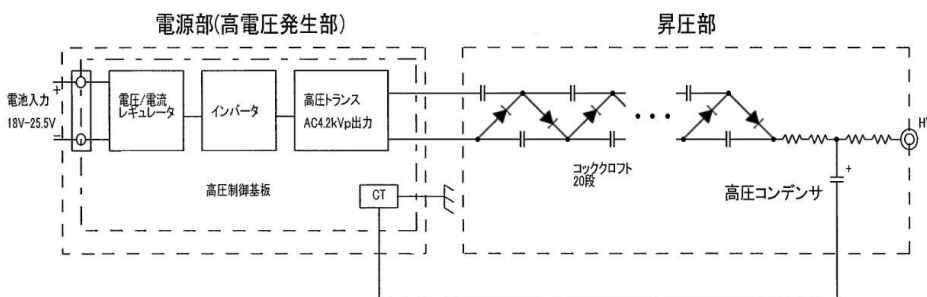 電源部(高電圧発生部)
昇圧部
電池入力
18V-25.5V
+
−
電圧/電流
レギュレータ
インバータ
高圧トランス
AC4.2kVp出力
高圧制御基板
CT
コッククロフト
20段
高圧コンデンサ
+